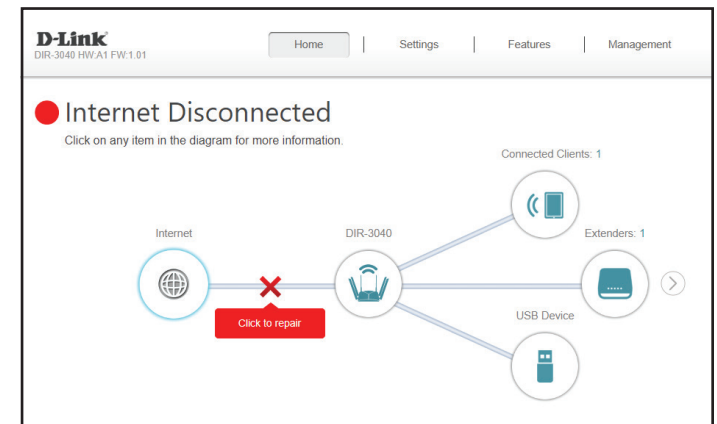 D-Link
DIR-3040 HW:A1 FW:1.01
Home Settings Features Management
Internet Disconnected
Click on any item in the diagram for more information.
Connected Clients: 1
Internet
DIR-3040
Extenders: 1
Click to repair
USB Device